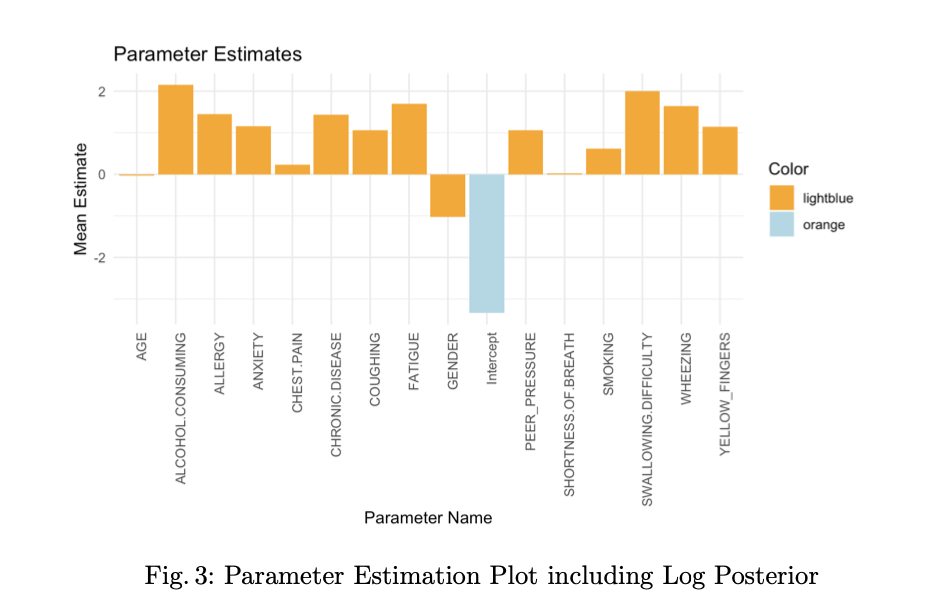 Parameter Estimates
2
0
-2
Mean Estimate
AGE
ALCOHOL.CONSUMING
ALLERGY
ANXIETY
CHEST.PAIN
CHRONIC.DISEASE
COUGHING
FATIGUE
GENDER
Intercept
PEER_PRESSURE
SHORTNESS.OF.BREATH
SMOKING
SWALLOWING.DIFFICULTY
WHEEZING
YELLOW_FINGERS
Parameter Name
Color
lightblue
orange
Fig. 3: Parameter Estimation Plot including Log Posterior